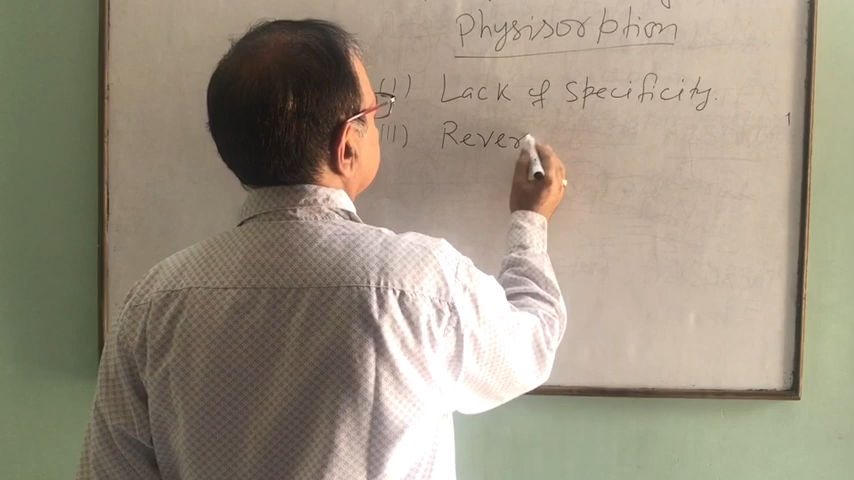 Physisorption
(i) Lack of specificity.
(ii) Rever